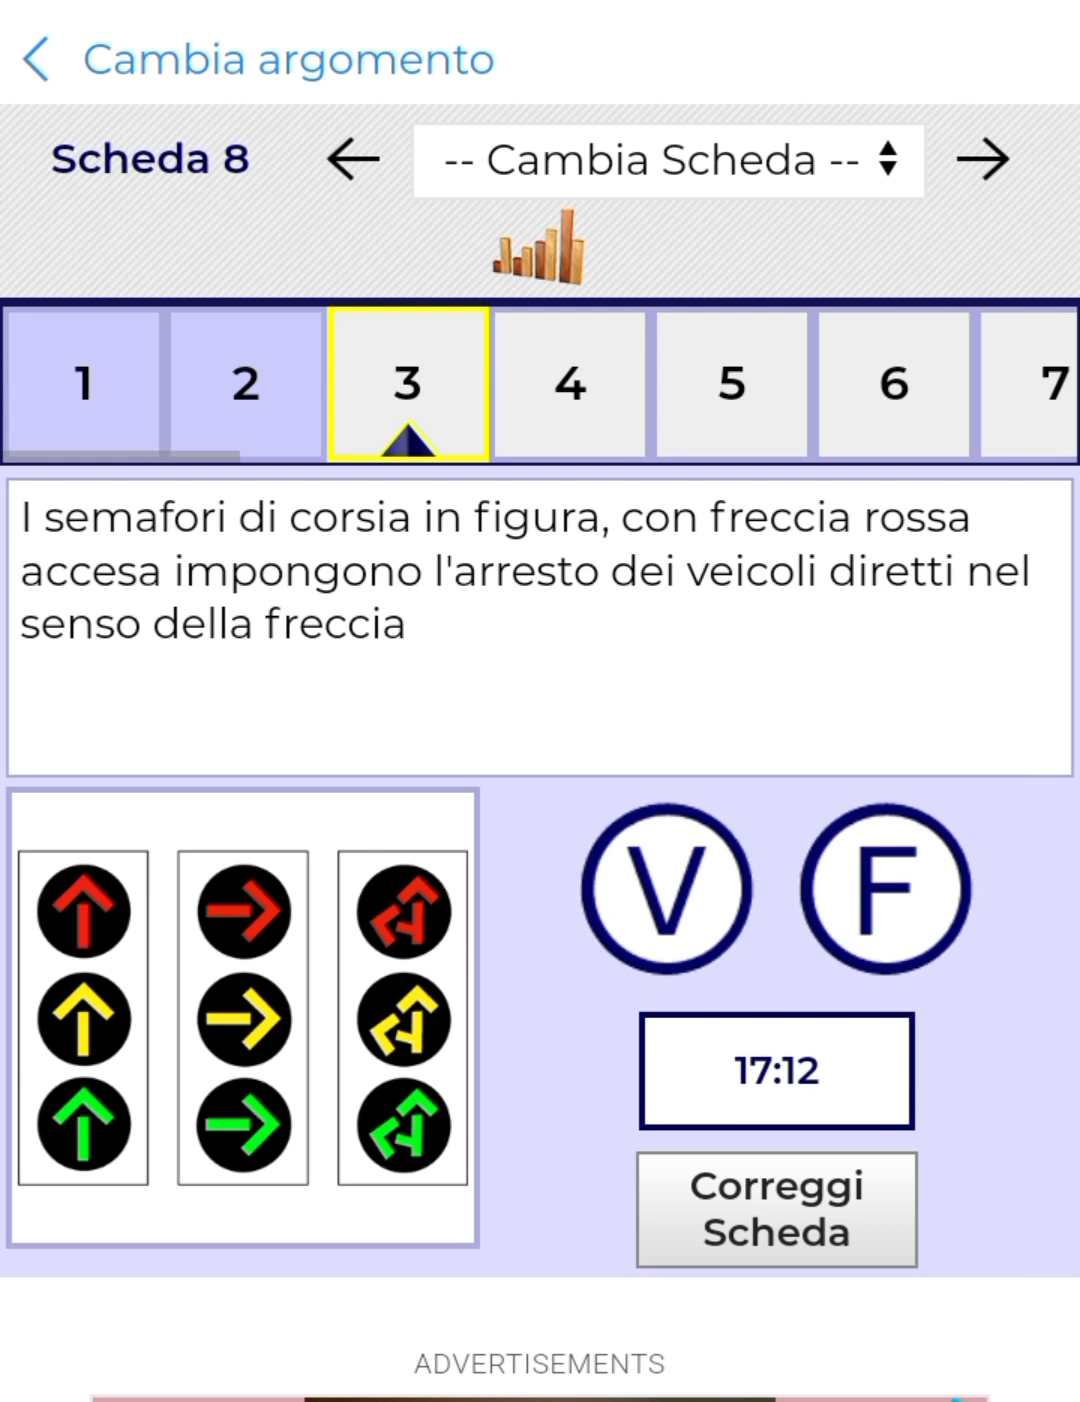 Cambia argomento
Scheda 8
-- Cambia Scheda --
1 2 3 4 5 6 7
I semafori di corsia in figura, con freccia rossa
accesa impongono l'arresto dei veicoli diretti nel
senso della freccia
V F
17:12
Correggi
Scheda
ADVERTISEMENTS